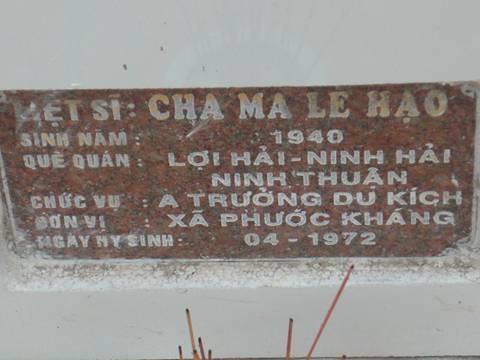 LIỆT SĨ: CHA MA LE HẠO
SINH NĂM : 1940
QUÊ QUÁN : LỢI HẢI - NINH HẢI
NINH THUẬN
CHỨC VỤ : A TRƯỞNG DU KÍCH
ĐƠN VỊ : XÃ PHƯỚC KHÁNG
NGÀY HY SINH: 04 - 1972